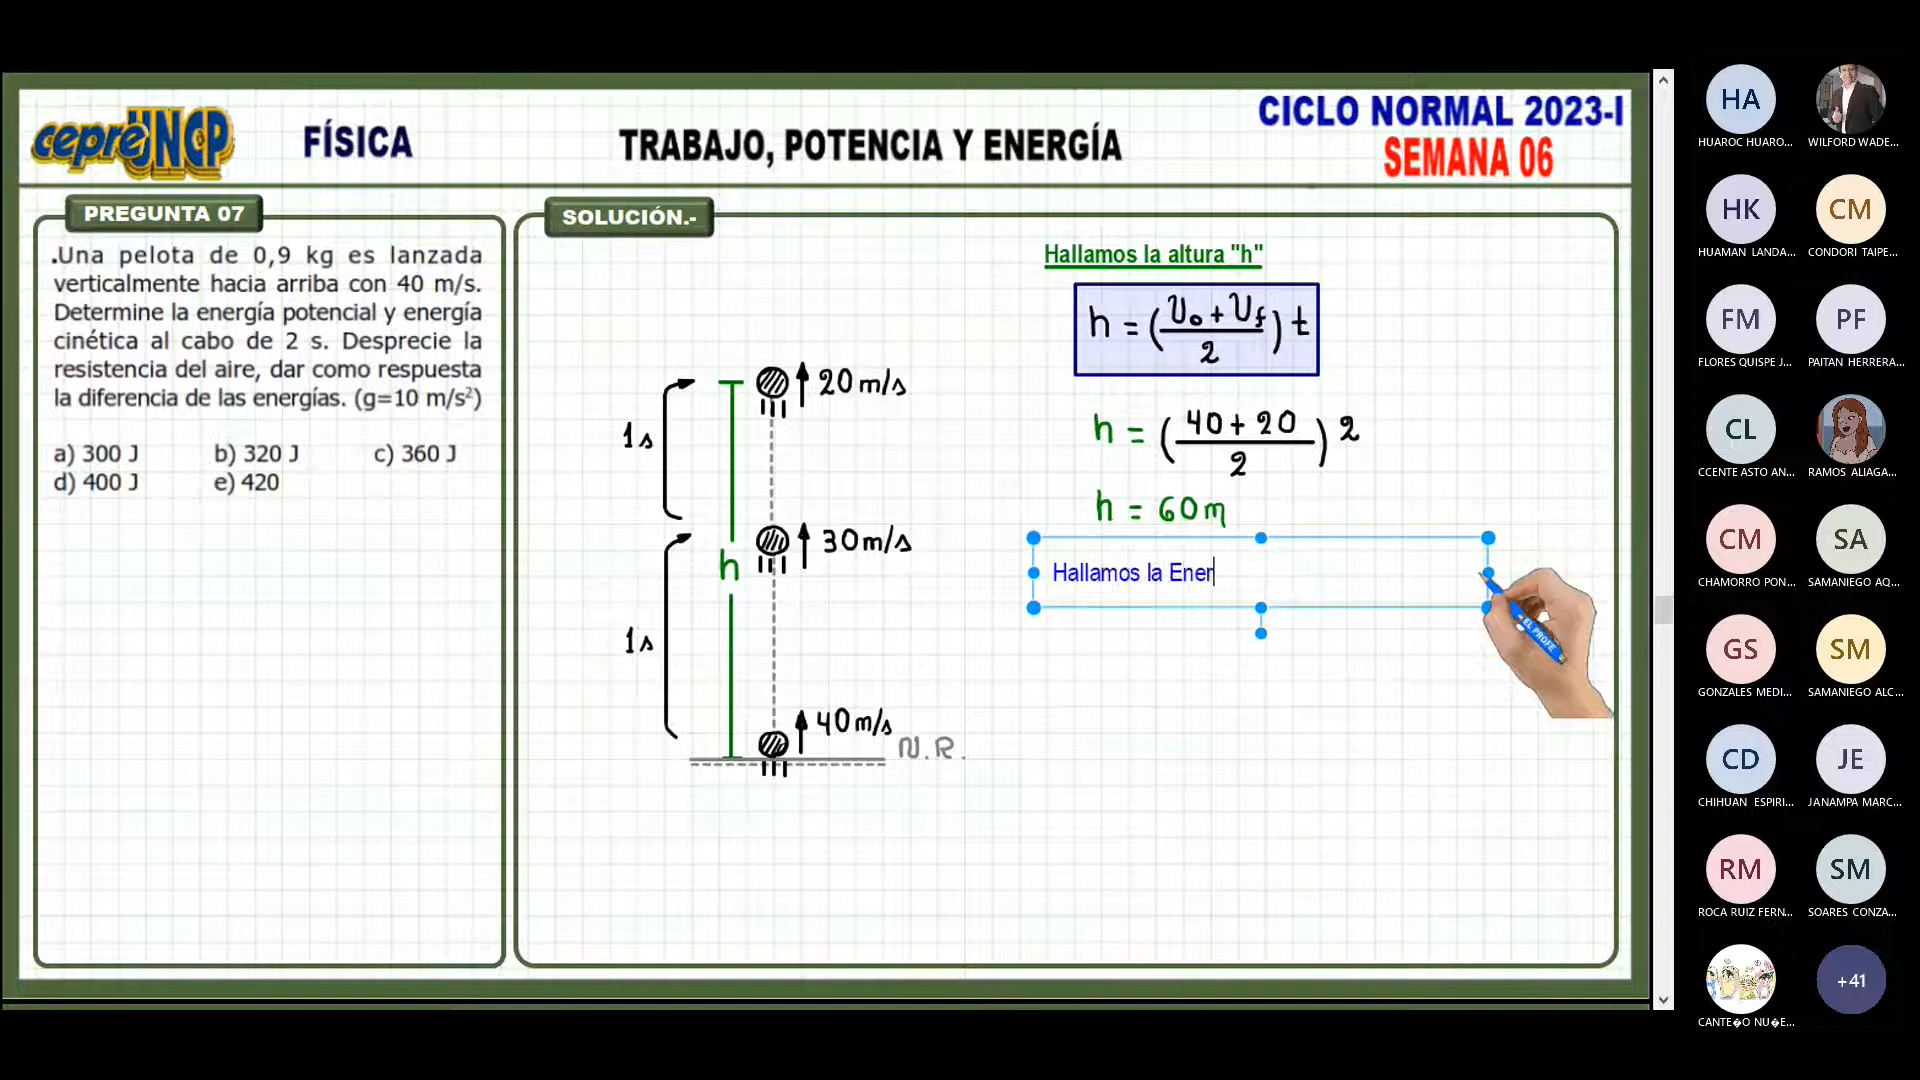 cepreUNCP
FÍSICA
TRABAJO, POTENCIA Y ENERGÍA
CICLO NORMAL 2023-I
SEMANA 06
PREGUNTA 07
.Una pelota de 0,9 kg es lanzada
verticalmente hacia arriba con 40 m/s.
Determine la energía potencial y energía
cinética al cabo de 2 s. Desprecie la
resistencia del aire, dar como respuesta
la diferencia de las energías. (g=10 m/s²)
a) 300 J b) 320 J c) 360 J
d) 400 J e) 420
SOLUCIÓN.-
20 m/s
1s
30 m/s
h
1s
40 m/s
N.R.
Hallamos la altura "h"
h = (Vo + Vf / 2) t
h = (40 + 20 / 2) 2
h = 60m
Hallamos la Ener
EL PROFE
HA
HUAROC HUARO...
WILFORD WADE...
HK
HUAMAN LANDA...
CM
CONDORI TAIPE...
FM
FLORES QUISPE J...
PF
PAITAN HERRERA...
CL
CCENTE ASTO AN...
RAMOS ALIAGA...
CM
CHAMORRO PON...
SA
SAMANIEGO AQ...
GS
GONZALES MEDI...
SM
SAMANIEGO ALC...
CD
CHIHUAN ESPIRI...
JE
JANAMPA MARC...
RM
ROCA RUIZ FERN...
SM
SOARES CONZA...
CANTE�O NU�E...
+41